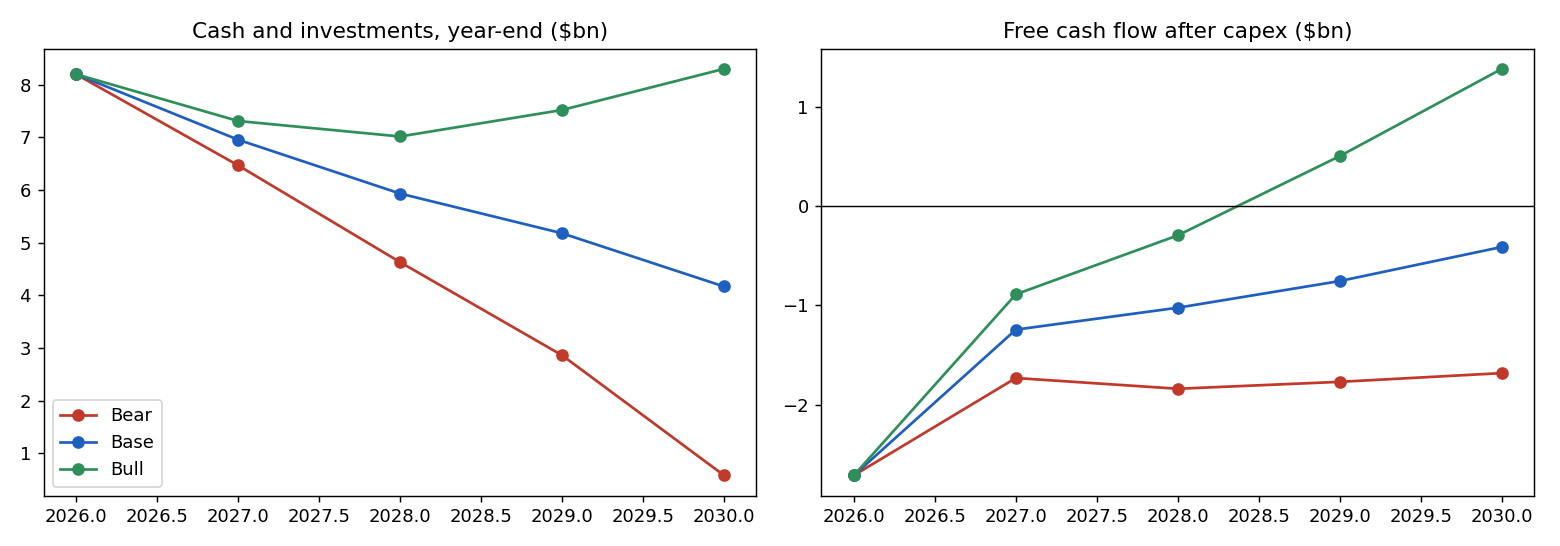 Cash and investments, year-end ($bn)
8
7
6
5
4
3
2
1
Bear
Base
Bull
2026.0 2026.5 2027.0 2027.5 2028.0 2028.5 2029.0 2029.5 2030.0
Free cash flow after capex ($bn)
1
0
−1
−2
2026.0 2026.5 2027.0 2027.5 2028.0 2028.5 2029.0 2029.5 2030.0